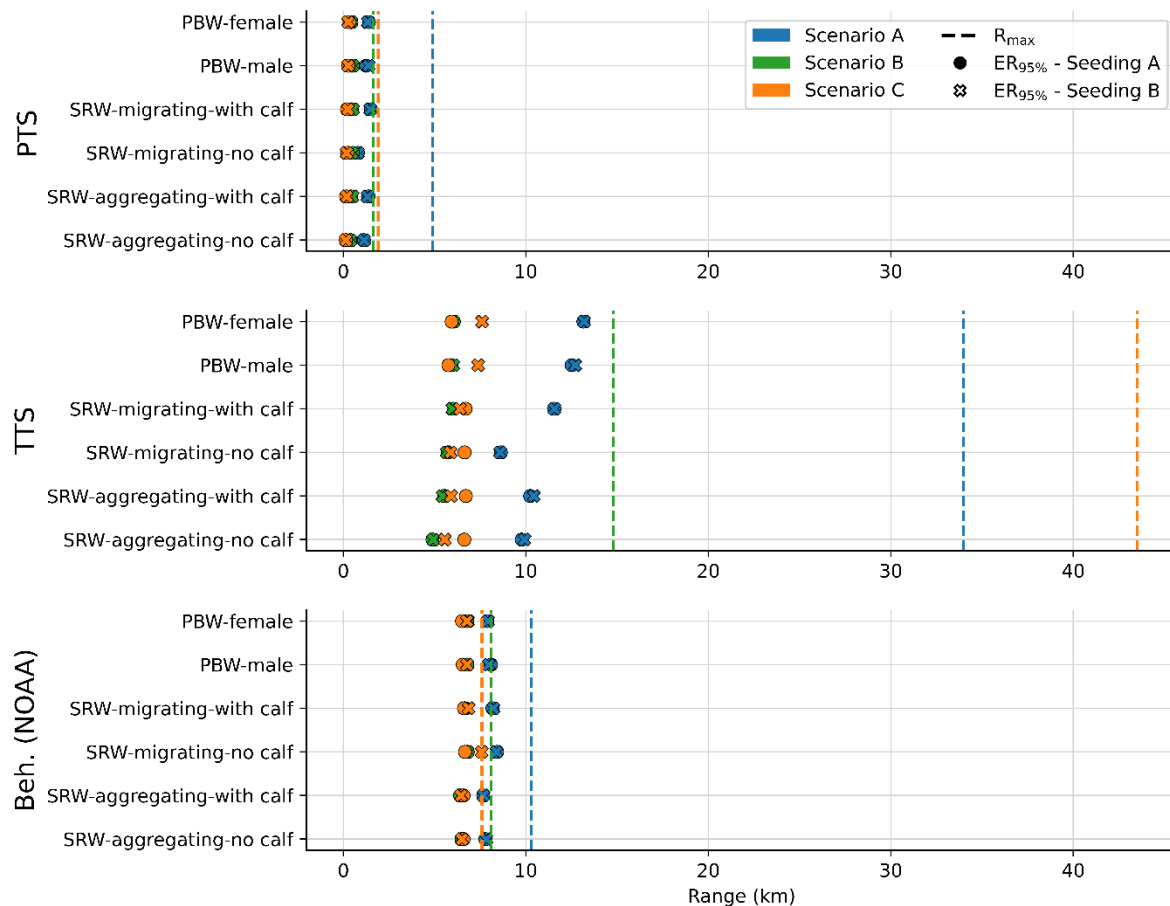 PTS
PBW-female
PBW-male
SRW-migrating-with calf
SRW-migrating-no calf
SRW-aggregating-with calf
SRW-aggregating-no calf
0 10 20 30 40
Scenario A
Scenario B
Scenario C
Rmax
ER95% - Seeding A
ER95% - Seeding B
TTS
PBW-female
PBW-male
SRW-migrating-with calf
SRW-migrating-no calf
SRW-aggregating-with calf
SRW-aggregating-no calf
0 10 20 30 40
Beh. (NOAA)
PBW-female
PBW-male
SRW-migrating-with calf
SRW-migrating-no calf
SRW-aggregating-with calf
SRW-aggregating-no calf
0 10 20 30 40
Range (km)